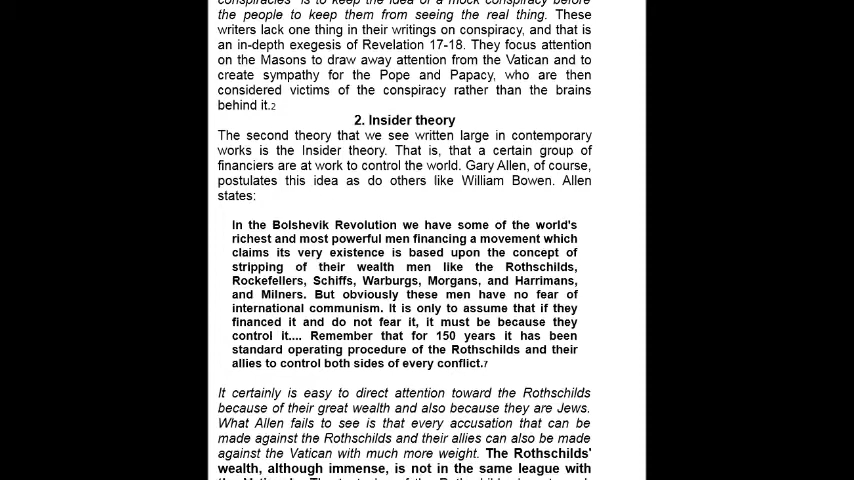 conspiracies" is to keep the idea of a mock conspiracy before
the people to keep them from seeing the real thing. These
writers lack one thing in their writings on conspiracy, and that is
an in-depth exegesis of Revelation 17-18. They focus attention
on the Masons to draw away attention from the Vatican and to
create sympathy for the Pope and Papacy, who are then
considered victims of the conspiracy rather than the brains
behind it.2
2. Insider theory
The second theory that we see written large in contemporary
works is the Insider theory. That is, that a certain group of
financiers are at work to control the world. Gary Allen, of course,
postulates this idea as do others like William Bowen. Allen
states:
In the Bolshevik Revolution we have some of the world's
richest and most powerful men financing a movement which
claims its very existence is based upon the concept of
stripping of their wealth men like the Rothschilds,
Rockefellers, Schiffs, Warburgs, Morgans, and Harrimans,
and Milners. But obviously these men have no fear of
international communism. It is only to assume that if they
financed it and do not fear it, it must be because they
control it.... Remember that for 150 years it has been
standard operating procedure of the Rothschilds and their
allies to control both sides of every conflict.7
It certainly is easy to direct attention toward the Rothschilds
because of their great wealth and also because they are Jews.
What Allen fails to see is that every accusation that can be
made against the Rothschilds and their allies can also be made
against the Vatican with much more weight. The Rothschilds'
wealth, although immense, is not in the same league with